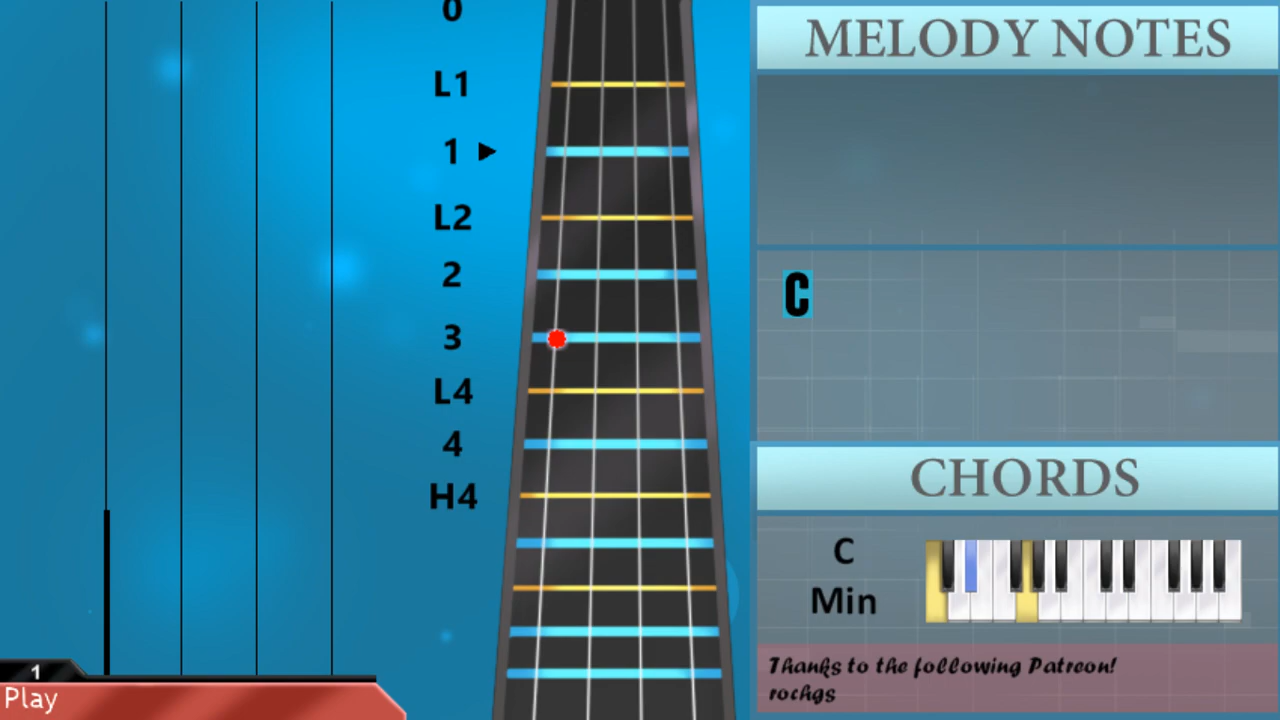 0
L1
1 ►
L2
2
3
L4
4
H4
1
Play
MELODY NOTES
C
CHORDS
C
Min
Thanks to the following Patreon!
rochgs